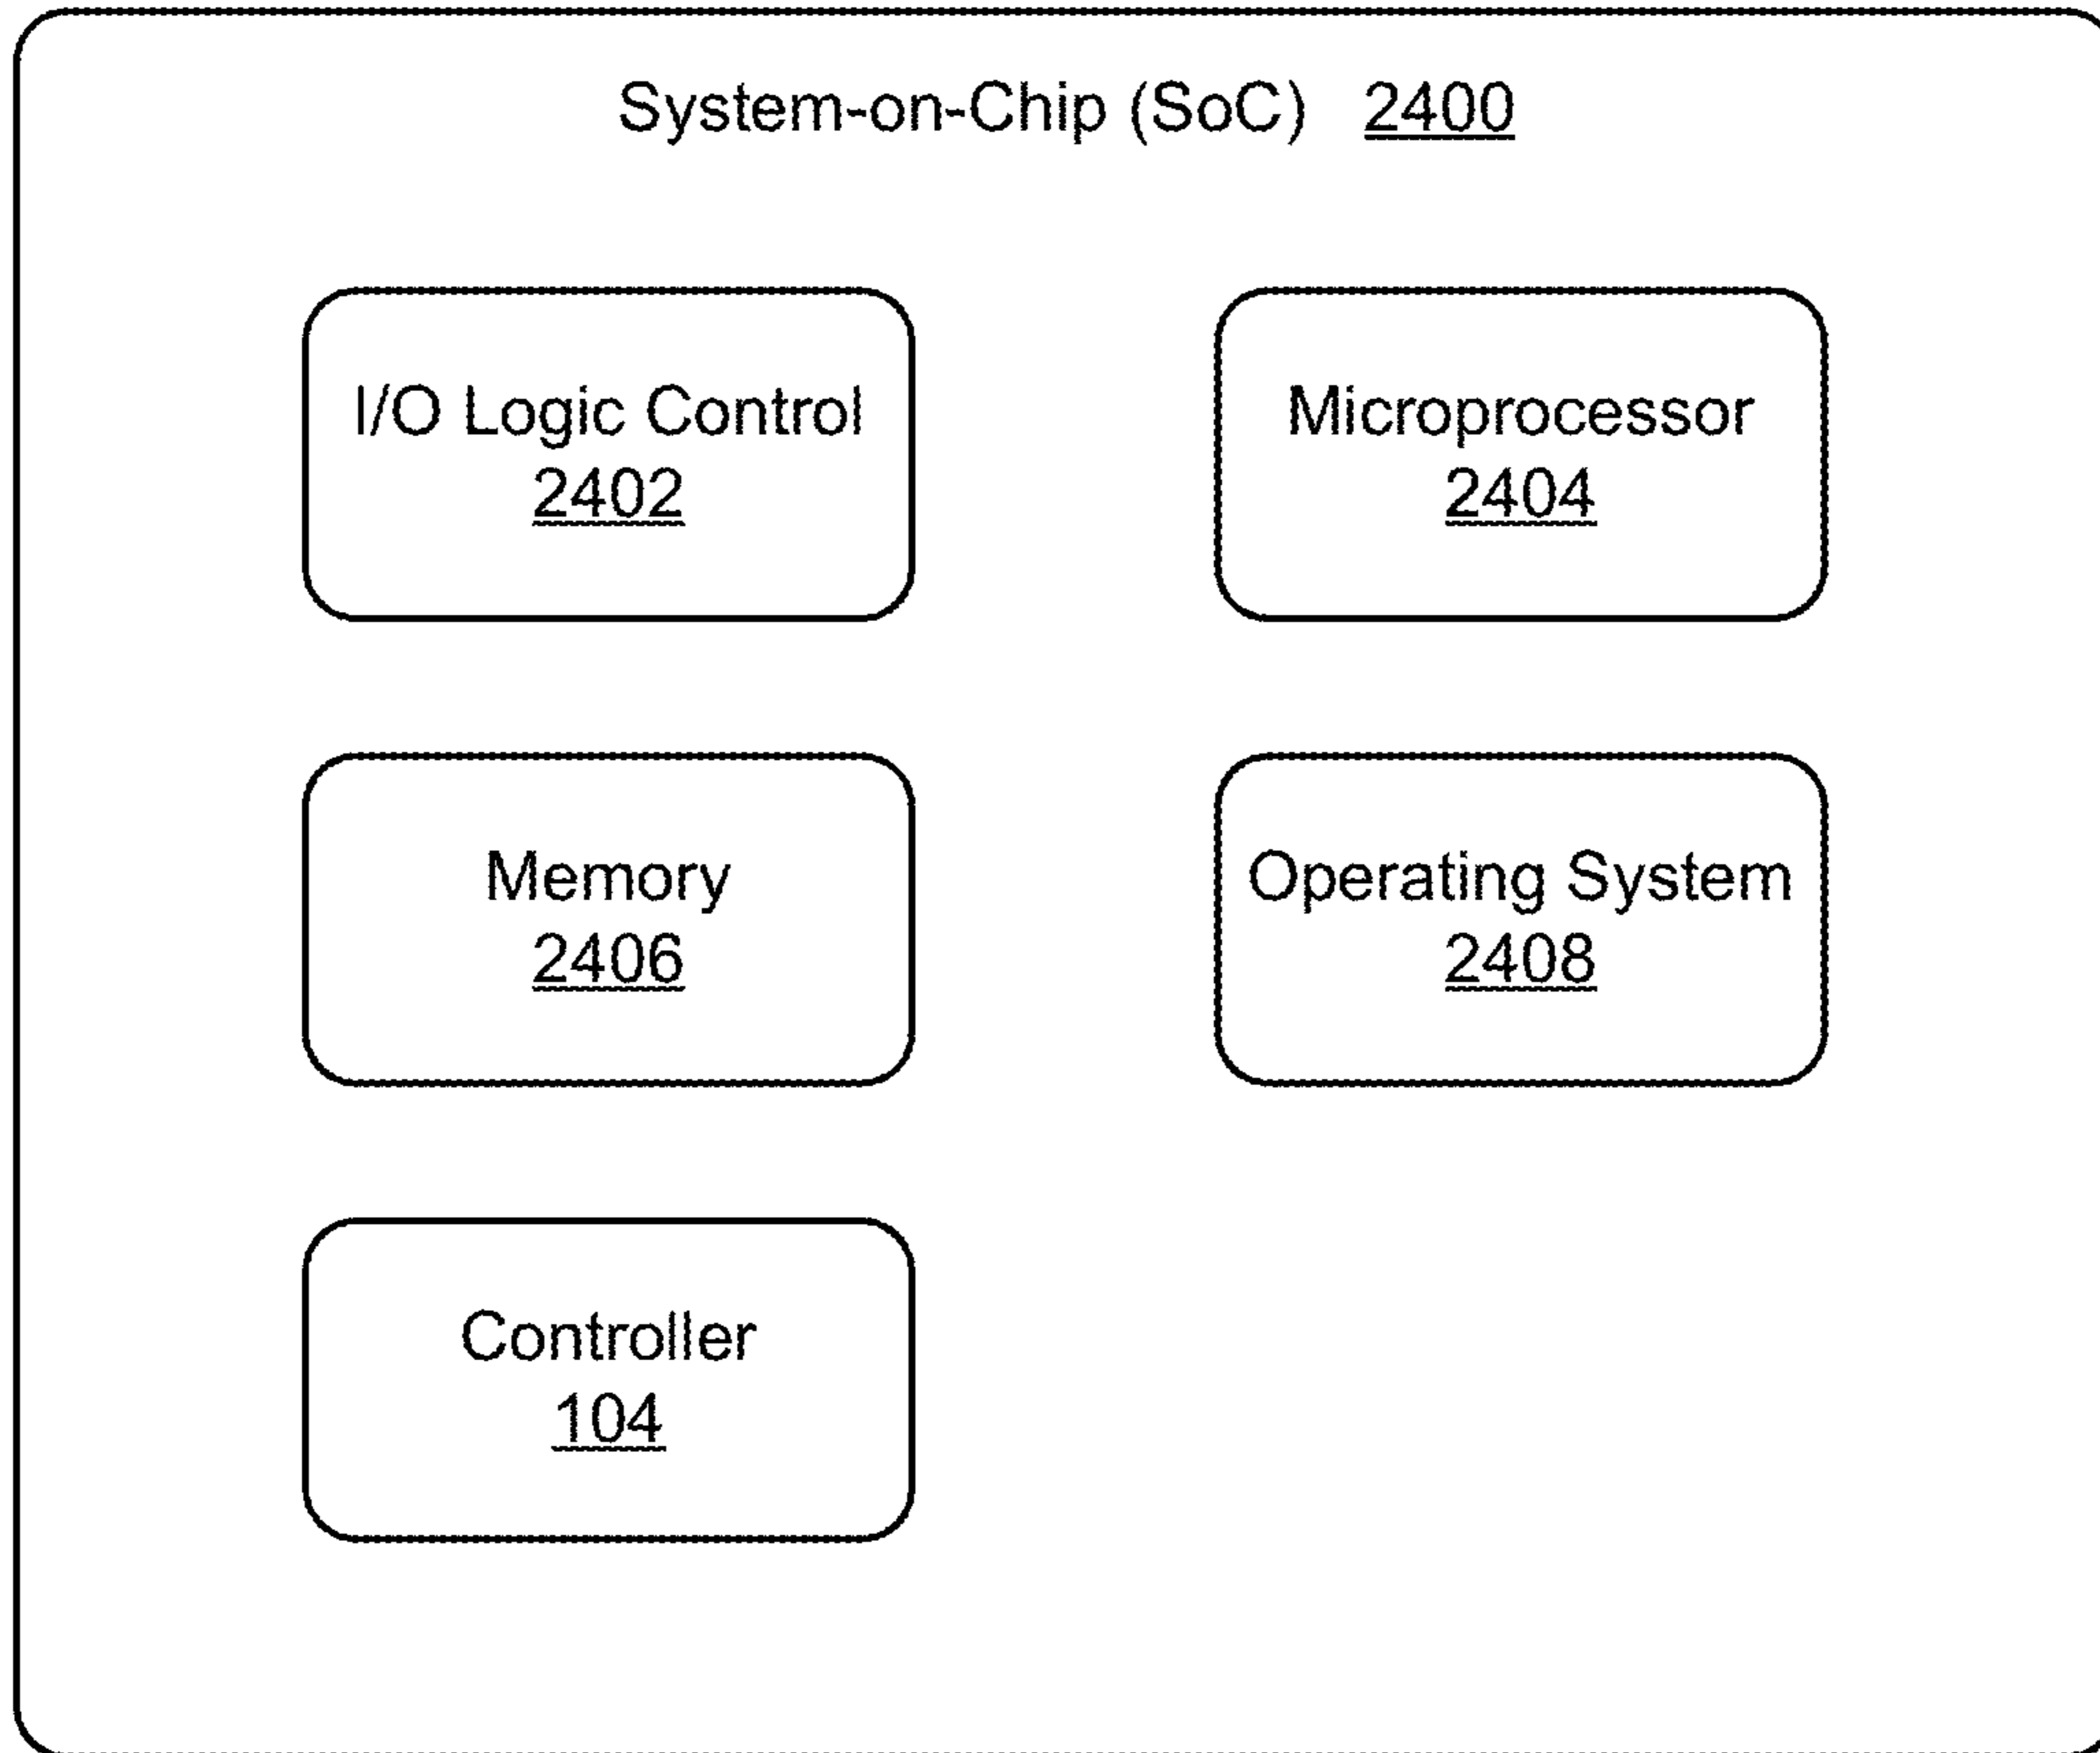 System-on-Chip (SoC) 2400
I/O Logic Control
2402
Microprocessor
2404
Memory
2406
Operating System
2408
Controller
104